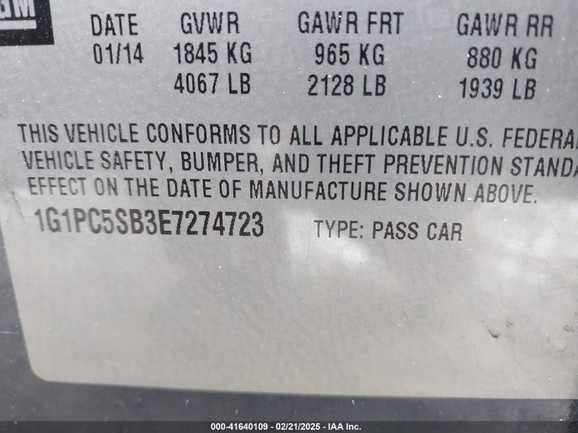 GM
DATE GVWR GAWR FRT GAWR RR
01/14 1845 KG 965 KG 880 KG
4067 LB 2128 LB 1939 LB
THIS VEHICLE CONFORMS TO ALL APPLICABLE U.S. FEDERA
VEHICLE SAFETY, BUMPER, AND THEFT PREVENTION STANDA
EFFECT ON THE DATE OF MANUFACTURE SHOWN ABOVE.
1G1PC5SB3E7274723 TYPE: PASS CAR
000-41640109 - 02/21/2025 - IAA Inc.